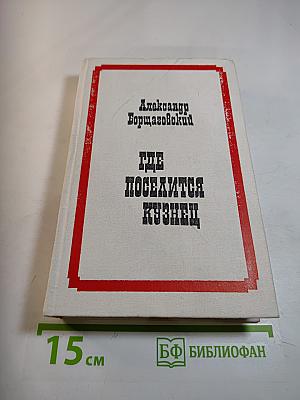 Александр
Борщаговский
ГДЕ
ПОСЕЛИТСЯ
КУЗНЕЦ
15 см
БФ БИБЛИОФАН